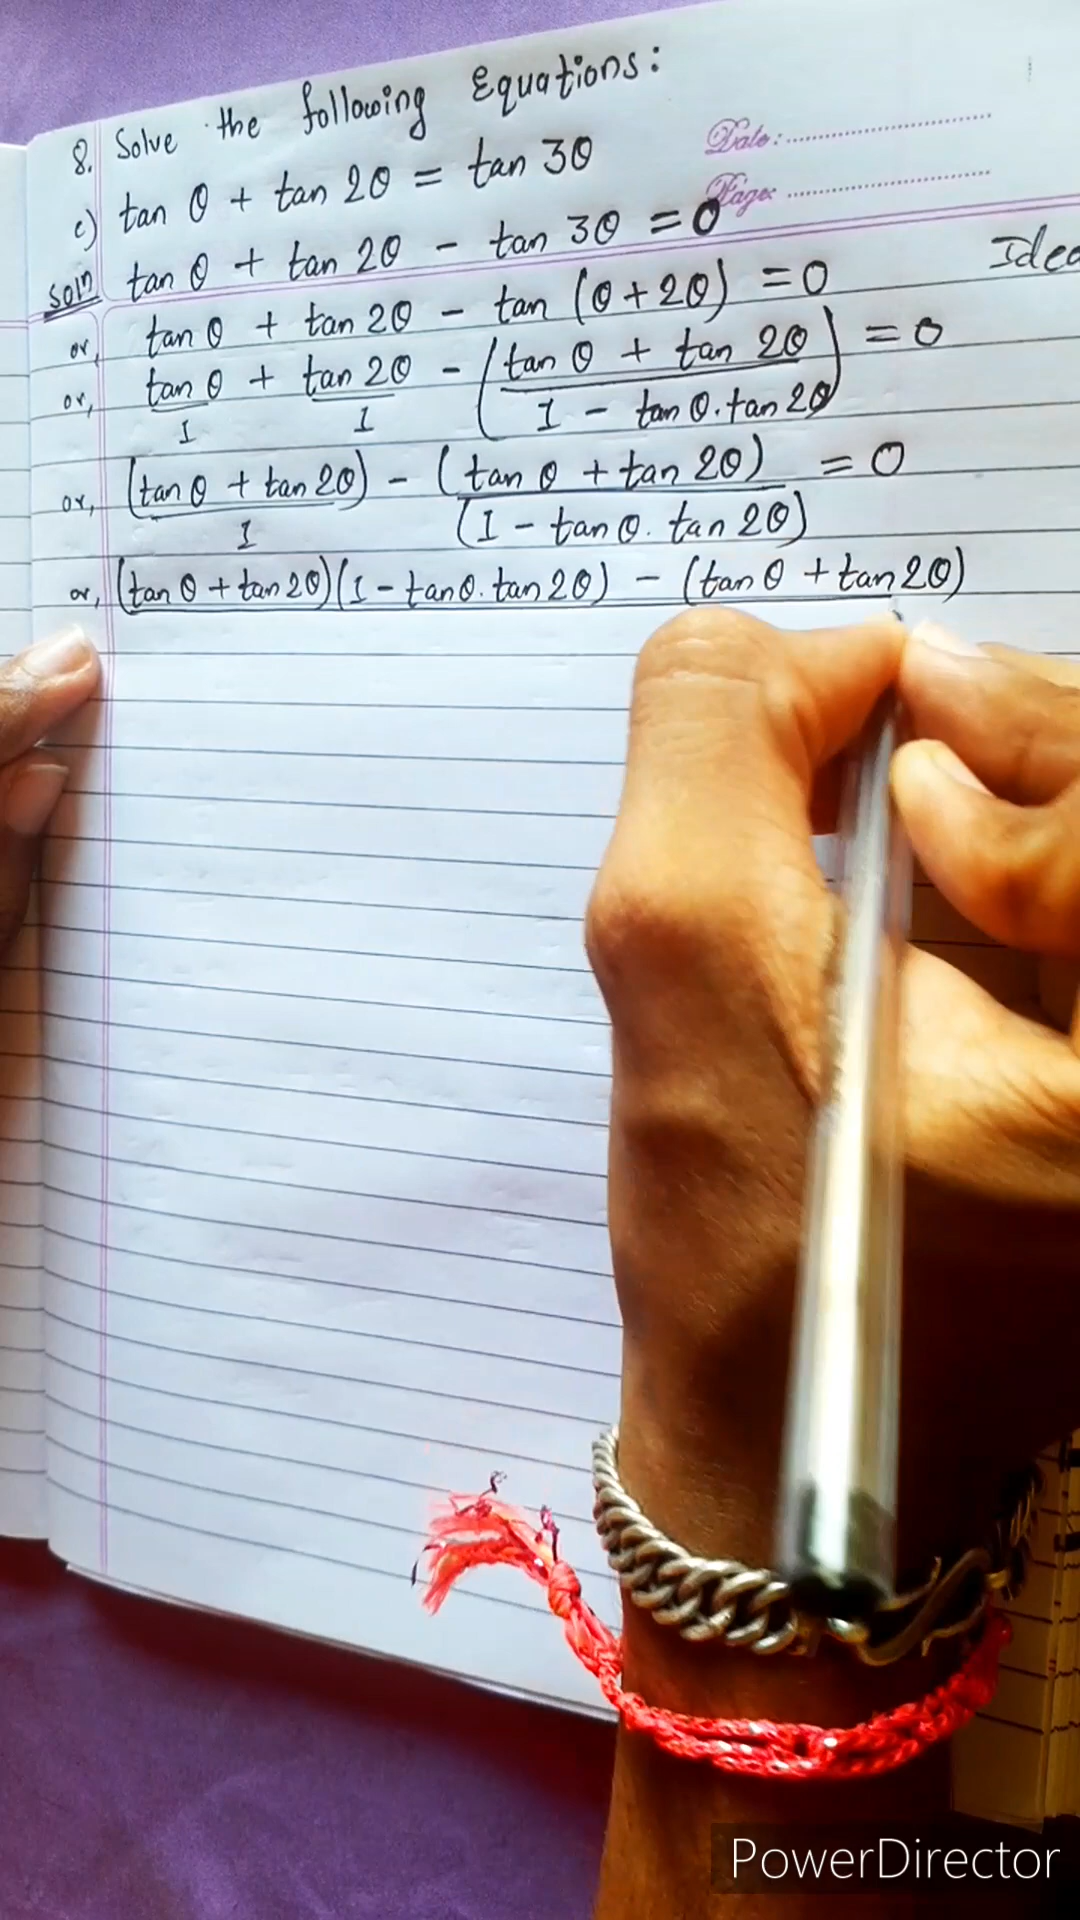 8. Solve the following Equations:
Date:
c) tan θ + tan 2θ = tan 3θ
Page:
soln tan θ + tan 2θ - tan 3θ = 0
Idea
or, tan θ + tan 2θ - tan (θ + 2θ) = 0
or, tan θ/1 + tan 2θ/1 - (tan θ + tan 2θ / 1 - tan θ. tan 2θ) = 0
or, (tan θ + tan 2θ)/1 - (tan θ + tan 2θ)/(1 - tan θ. tan 2θ) = 0
or, (tan θ + tan 2θ)(1 - tan θ. tan 2θ) - (tan θ + tan 2θ)
PowerDirector